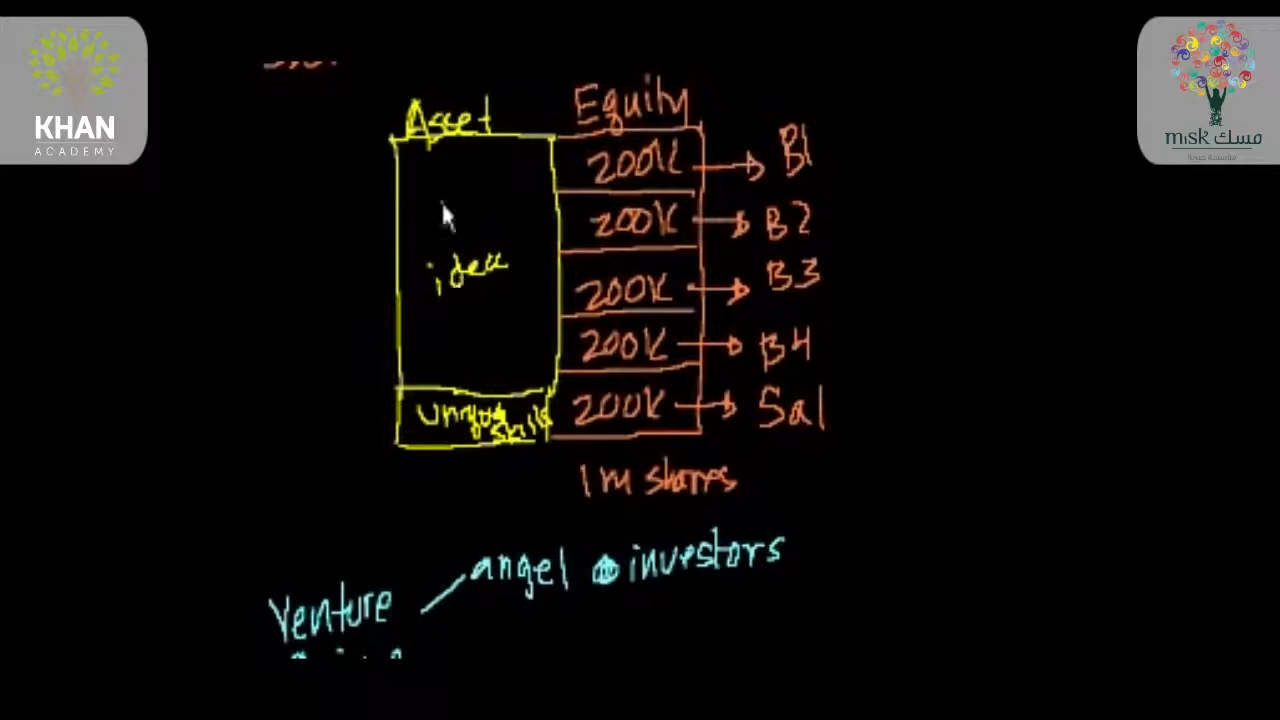 KHAN
ACADEMY
مسك misk
Asset
Equity
200K → B1
200K → B2
idea
200K → B3
200K → B4
skills
200K → Sal
1m shares
angel investors
Venture